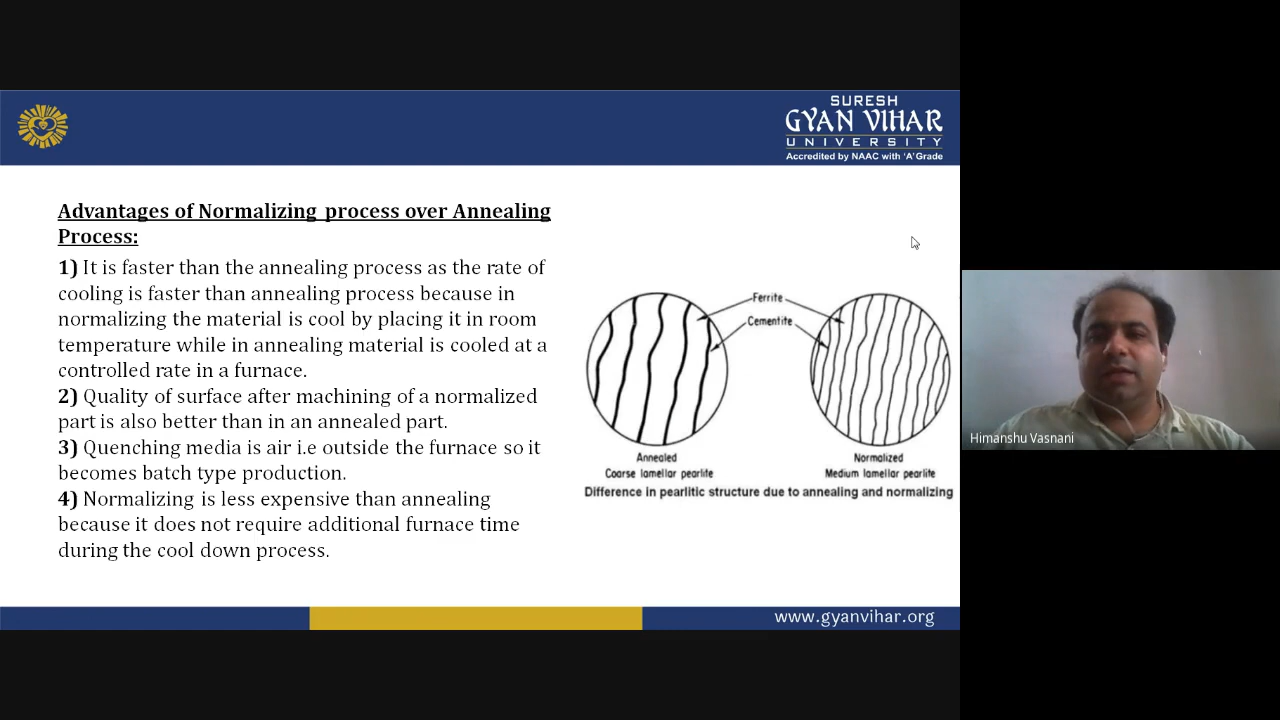 SURESH
GYAN VIHAR
UNIVERSITY
Accredited by NAAC with 'A' Grade
Advantages of Normalizing process over Annealing
Process:
1) It is faster than the annealing process as the rate of
cooling is faster than annealing process because in
normalizing the material is cool by placing it in room
temperature while in annealing material is cooled at a
controlled rate in a furnace.
2) Quality of surface after machining of a normalized
part is also better than in an annealed part.
3) Quenching media is air i.e outside the furnace so it
becomes batch type production.
4) Normalizing is less expensive than annealing
because it does not require additional furnace time
during the cool down process.
Ferrite
Cementite
Annealed
Coarse lamellar pearlite
Normalized
Medium lamellar pearlite
Difference in pearlitic structure due to annealing and normalizing
www.gyanvihar.org
Himanshu Vasnani